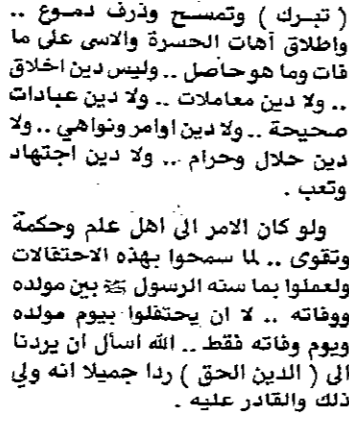 ( تبرك ) وتمسح وذرف دموع ..
واطلاق آهات الحسرة والاسى على ما
فات وما هو حاصل .. وليس دين اخلاق
.. ولا دين معاملات .. ولا دين عبادات
صحيحة .. ولا دين اوامر ونواهي .. ولا
دين حلال وحرام .. ولا دين اجتهاد
وتعب .
ولو كان الامر الى اهل علم وحكمة
وتقوى .. لما سمحوا بهذه الاحتفالات
ولعملوا بما سنه الرسول ﷺ بين مولده
ووفاته .. لا ان يحتفلوا بيوم مولده
ويوم وفاته فقط .. الله اسأل ان يردنا
الى ( الدين الحق ) ردا جميلا انه ولي
ذلك والقادر عليه .